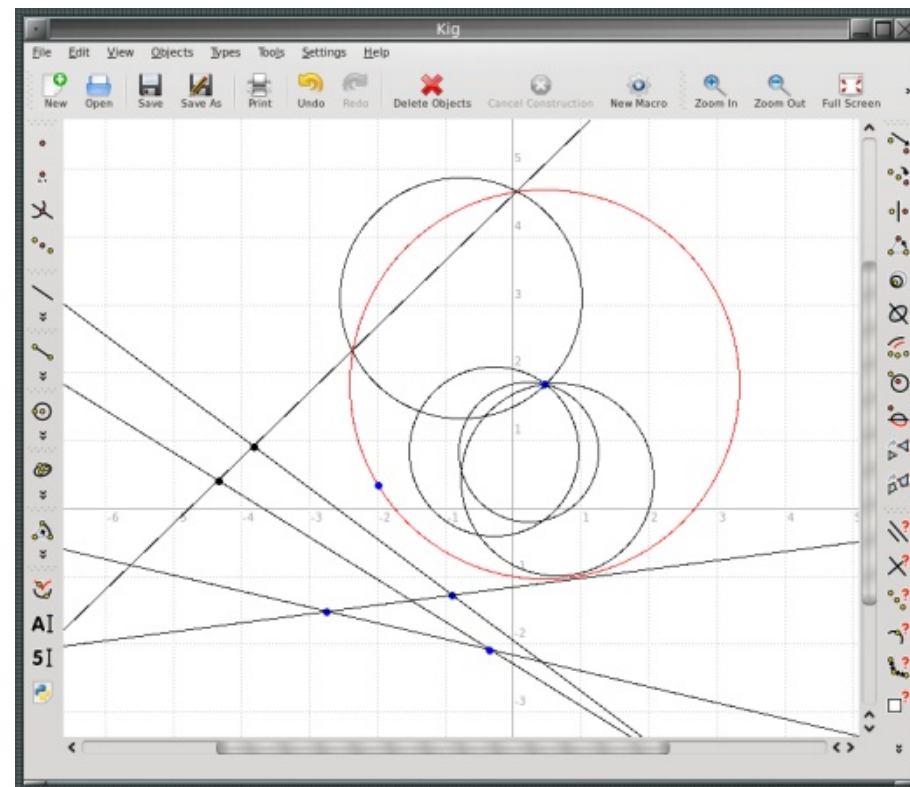 Kig
File Edit View Objects Types Tools Settings Help
New Open Save Save As Print Undo Redo Delete Objects Cancel Construction New Macro Zoom In Zoom Out Full Screen
5
4
3
2
1
-6 -5 -4 -3 -2 -1 1 2 3 4 5
-1
-2
-3
AI
5I